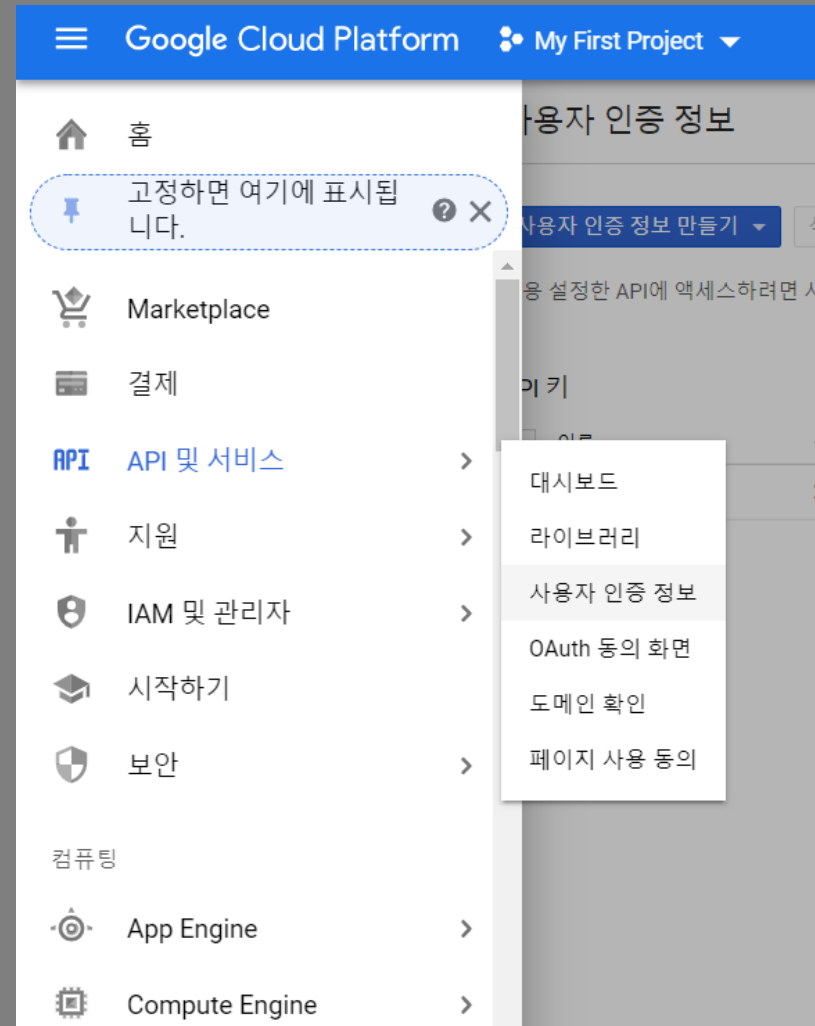 Google Cloud Platform
My First Project
홈
고정하면 여기에 표시됩
니다.
Marketplace
결제
API API 및 서비스
지원
IAM 및 관리자
시작하기
보안
컴퓨팅
App Engine
Compute Engine
용자 인증 정보
사용자 인증 정보 만들기
용 설정한 API에 액세스하려면
키
대시보드
라이브러리
사용자 인증 정보
OAuth 동의 화면
도메인 확인
페이지 사용 동의